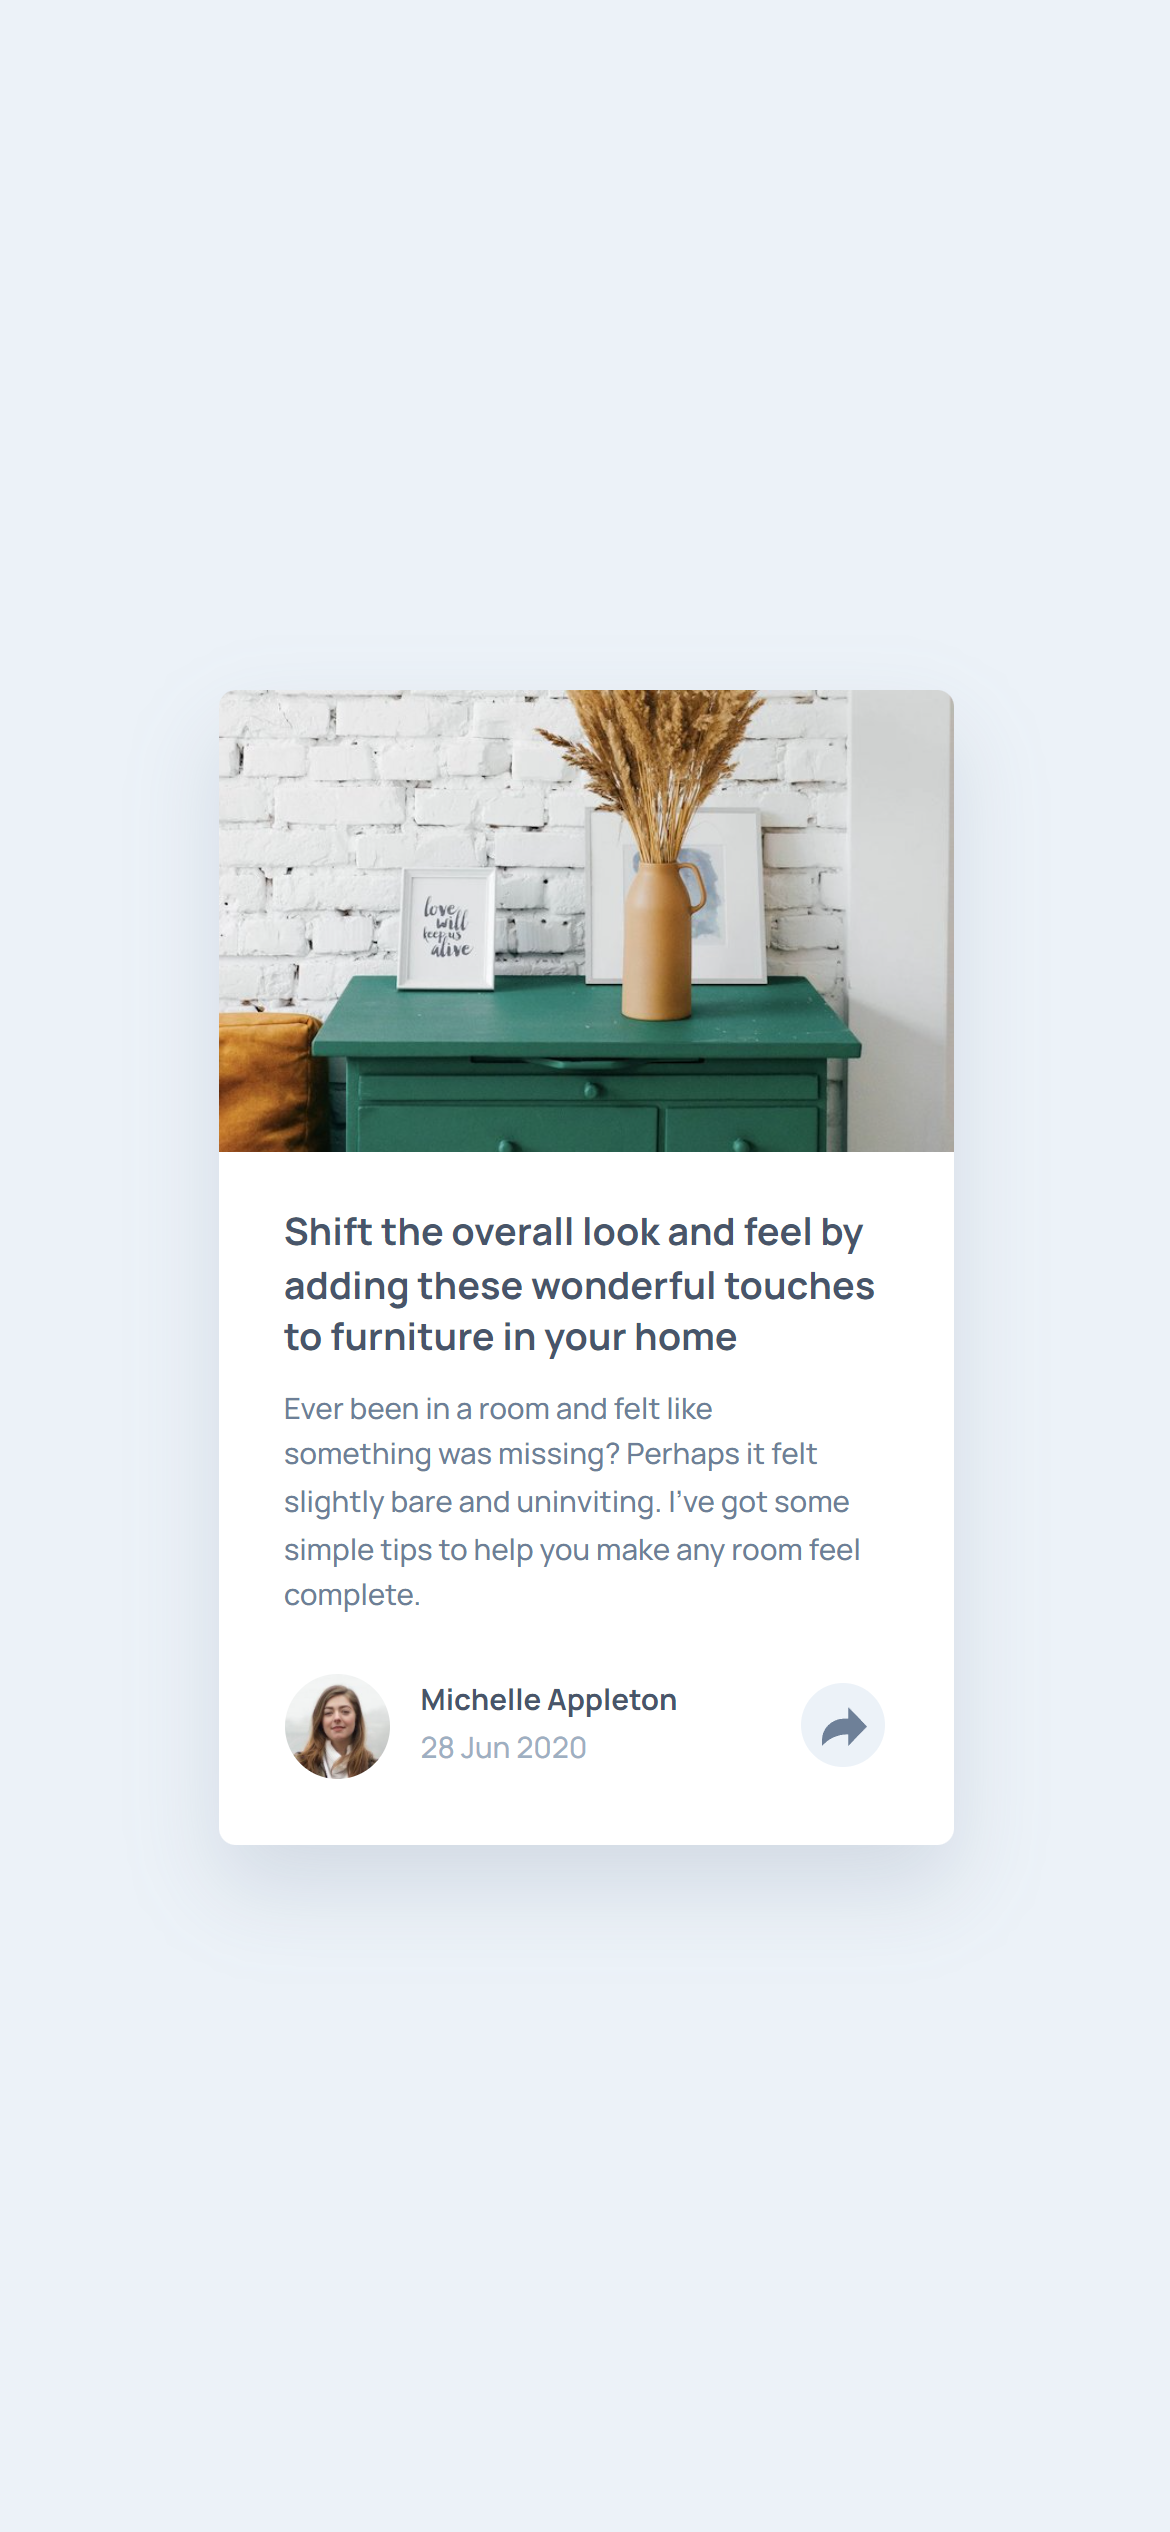 love
will
keep us
alive
Shift the overall look and feel by
adding these wonderful touches
to furniture in your home
Ever been in a room and felt like
something was missing? Perhaps it felt
slightly bare and uninviting. I’ve got some
simple tips to help you make any room feel
complete.
Michelle Appleton
28 Jun 2020